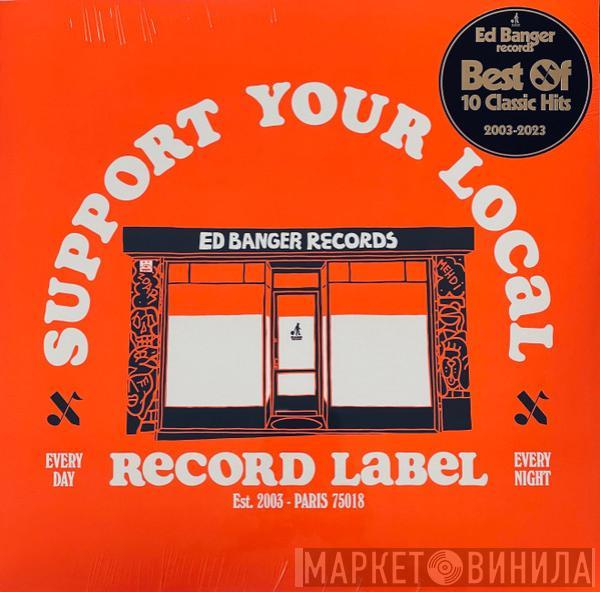 Ed Banger
records
Best Of
10 Classic Hits
2003-2023
SUPPORT YOUR LOCAL
ED BANGER RECORDS
MEHDI
EVERY
DAY
RECORD LABEL
EVERY
NIGHT
Est. 2003 - PARIS 75018
МАРКЕТ ВИНИЛА